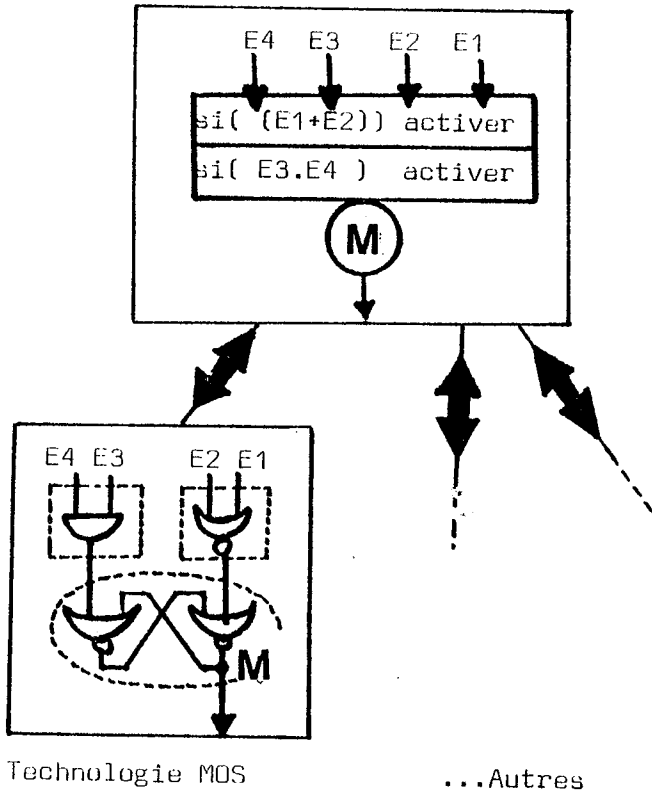 E4 E3 E2 E1
si( (E1+E2)) activer
si( E3.E4 ) activer
M
E4 E3 E2 E1
M
Technologie MOS
...Autres